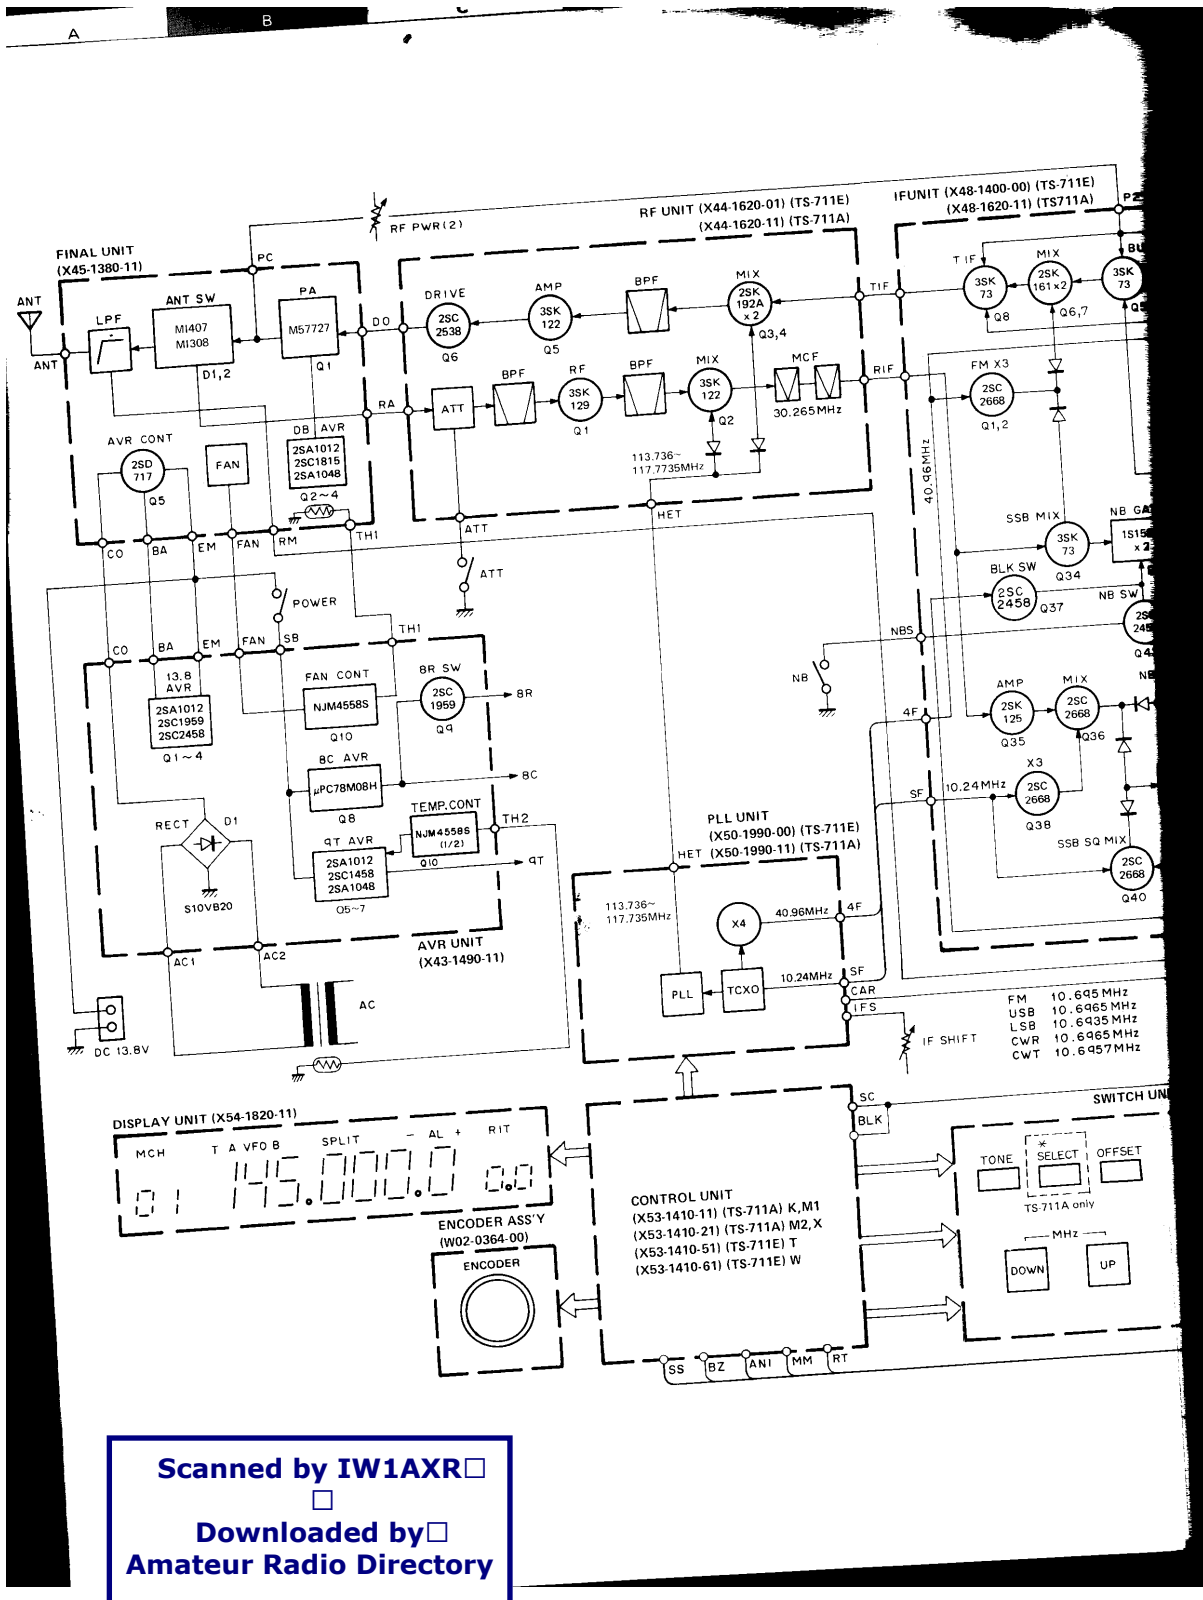 A
B
C
RF PWR(2)
RF UNIT (X44-1620-01) (TS-711E)
(X44-1620-11) (TS-711A)
IFUNIT (X48-1400-00) (TS-711E)
(X48-1620-11) (TS711A)
FINAL UNIT
(X45-1380-11)
PC
ANT
ANT
LPF
ANT SW
MI407
MI308
D1,2
PA
M57727
Q1
DO
DRIVE
2SC
2538
Q6
AMP
3SK
122
Q5
BPF
MIX
2SK
192A
x 2
Q3,4
TIF
T IF
3SK
73
Q8
MIX
2SK
161 x2
Q6,7
3SK
73
RA
ATT
BPF
RF
3SK
129
Q1
BPF
MIX
3SK
122
Q2
MCF
30.265MHz
RIF
FM X3
2SC
2668
Q1,2
40.96MHz
113.736~
117.7735MHz
HET
AVR CONT
2SD
717
Q5
FAN
DB AVR
2SA1012
2SC1815
2SA1048
Q2~4
CO
BA
EM
FAN
RM
TH1
ATT
ATT
SSB MIX
3SK
73
Q34
BLK SW
2SC
2458
Q37
NB SW
POWER
NBS
NB
CO
BA
EM
FAN
SB
TH1
13.8
AVR
2SA1012
2SC1959
2SC2458
Q1~4
FAN CONT
NJM4558S
Q10
8R SW
2SC
1959
Q9
8R
8C AVR
µPC78M08H
Q8
8C
TEMP.CONT
NJM4558S
(1/2)
Q10
TH2
9T AVR
2SA1012
2SC1458
2SA1048
Q5~7
9T
RECT
D1
S10VB20
AVR UNIT
(X43-1490-11)
AC1
AC2
AC
DC 13.8V
4F
AMP
2SK
125
Q35
MIX
2SC
2668
Q36
SF
10.24MHz
X3
2SC
2668
Q38
SSB SQ MIX
2SC
2668
Q40
PLL UNIT
(X50-1990-00) (TS-711E)
(X50-1990-11) (TS-711A)
HET
113.736~
117.735MHz
X4
40.96MHz
4F
PLL
TCXO
10.24MHz
SF
CAR
IFS
IF SHIFT
FM 10.695MHz
USB 10.6965MHz
LSB 10.6935MHz
CWR 10.6965MHz
CWT 10.6957MHz
DISPLAY UNIT (X54-1820-11)
MCH
T A VFO B
SPLIT
- AL +
RIT
01
145.000.0
0.0
ENCODER ASS'Y
(W02-0364-00)
ENCODER
CONTROL UNIT
(X53-1410-11) (TS-711A) K,M1
(X53-1410-21) (TS-711A) M2,X
(X53-1410-51) (TS-711E) T
(X53-1410-61) (TS-711E) W
SC
BLK
SS
BZ
ANI
MM
RT
SWITCH
TONE
*
SELECT
OFFSET
TS-711A only
MHz
DOWN
UP
Scanned by IW1AXR□
□
Downloaded by□
Amateur Radio Directory